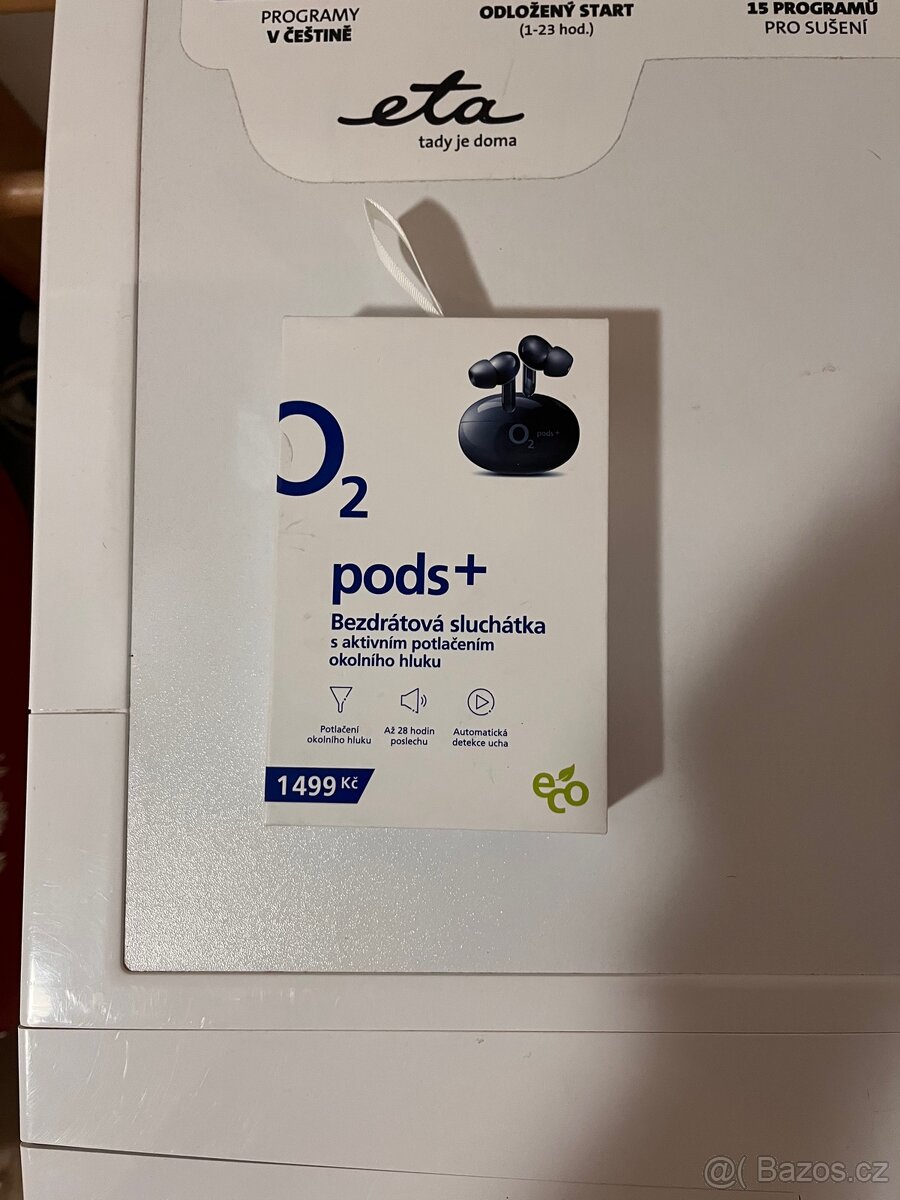 PROGRAMY
V ČEŠTINĚ
ODLOŽENÝ START
(1-23 hod.)
15 PROGRAMŮ
PRO SUŠENÍ
eta
tady je doma
O2 pods+
O2
pods+
Bezdrátová sluchátka
s aktivním potlačením
okolního hluku
Potlačení
okolního hluku
Až 28 hodin
poslechu
Automatická
detekce ucha
1499 Kč
eco
@( Bazos.cz